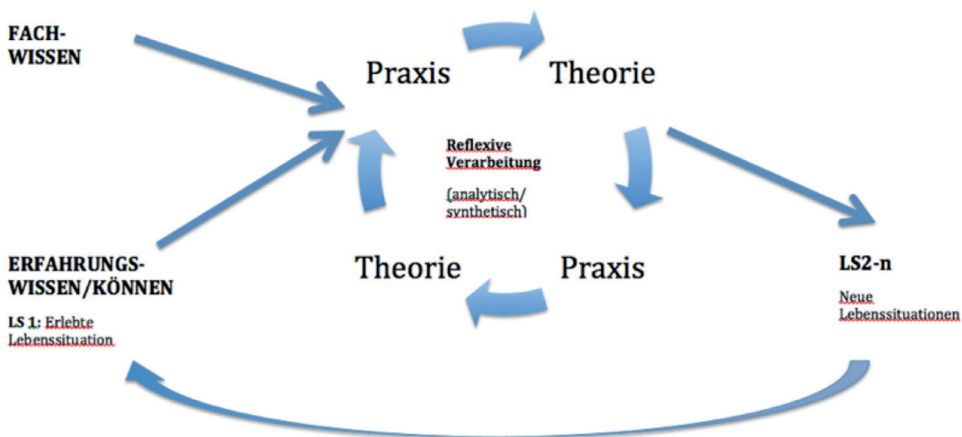 FACH-
WISSEN
Praxis
Theorie
Reflexive
Verarbeitung
(analytisch/
synthetisch)
Theorie
Praxis
ERFAHRUNGS-
WISSEN/KÖNNEN
LS 1: Erlebte
Lebenssituation
LS2-n
Neue
Lebenssituationen